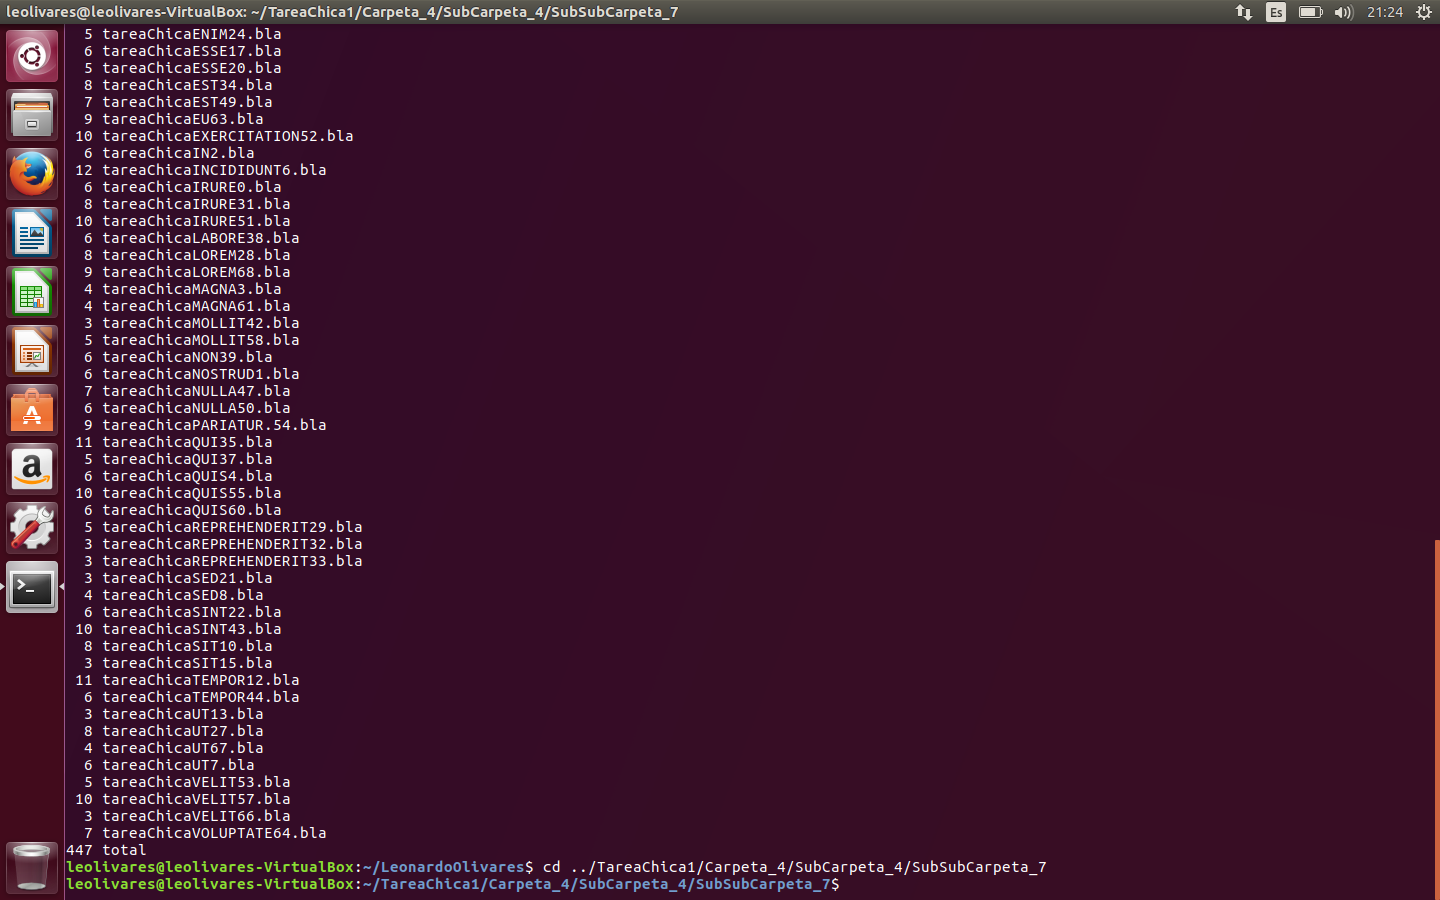 leolivares@leolivares-VirtualBox: ~/TareaChica1/Carpeta_4/SubCarpeta_4/SubSubCarpeta_7
Es
21:24
5 tareaChicaENIM24.bla
6 tareaChicaESSE17.bla
5 tareaChicaESSE20.bla
8 tareaChicaEST34.bla
7 tareaChicaEST49.bla
9 tareaChicaEU63.bla
10 tareaChicaEXERCITATION52.bla
6 tareaChicaIN2.bla
12 tareaChicaINCIDIDUNT6.bla
6 tareaChicaIRURE0.bla
8 tareaChicaIRURE31.bla
10 tareaChicaIRURE51.bla
6 tareaChicaLABORE38.bla
8 tareaChicaLOREM28.bla
9 tareaChicaLOREM68.bla
4 tareaChicaMAGNA3.bla
4 tareaChicaMAGNA61.bla
3 tareaChicaMOLLIT42.bla
5 tareaChicaMOLLIT58.bla
6 tareaChicaNON39.bla
6 tareaChicaNOSTRUD1.bla
7 tareaChicaNULLA47.bla
6 tareaChicaNULLA50.bla
9 tareaChicaPARIATUR.54.bla
11 tareaChicaQUI35.bla
5 tareaChicaQUI37.bla
6 tareaChicaQUIS4.bla
10 tareaChicaQUIS55.bla
6 tareaChicaQUIS60.bla
5 tareaChicaREPREHENDERIT29.bla
3 tareaChicaREPREHENDERIT32.bla
3 tareaChicaREPREHENDERIT33.bla
3 tareaChicaSED21.bla
4 tareaChicaSED8.bla
6 tareaChicaSINT22.bla
10 tareaChicaSINT43.bla
8 tareaChicaSIT10.bla
3 tareaChicaSIT15.bla
11 tareaChicaTEMPOR12.bla
6 tareaChicaTEMPOR44.bla
3 tareaChicaUT13.bla
8 tareaChicaUT27.bla
4 tareaChicaUT67.bla
6 tareaChicaUT7.bla
5 tareaChicaVELIT53.bla
10 tareaChicaVELIT57.bla
3 tareaChicaVELIT66.bla
7 tareaChicaVOLUPTATE64.bla
447 total
leolivares@leolivares-VirtualBox:~/LeonardoOlivares$ cd ../TareaChica1/Carpeta_4/SubCarpeta_4/SubSubCarpeta_7
leolivares@leolivares-VirtualBox:~/TareaChica1/Carpeta_4/SubCarpeta_4/SubSubCarpeta_7$